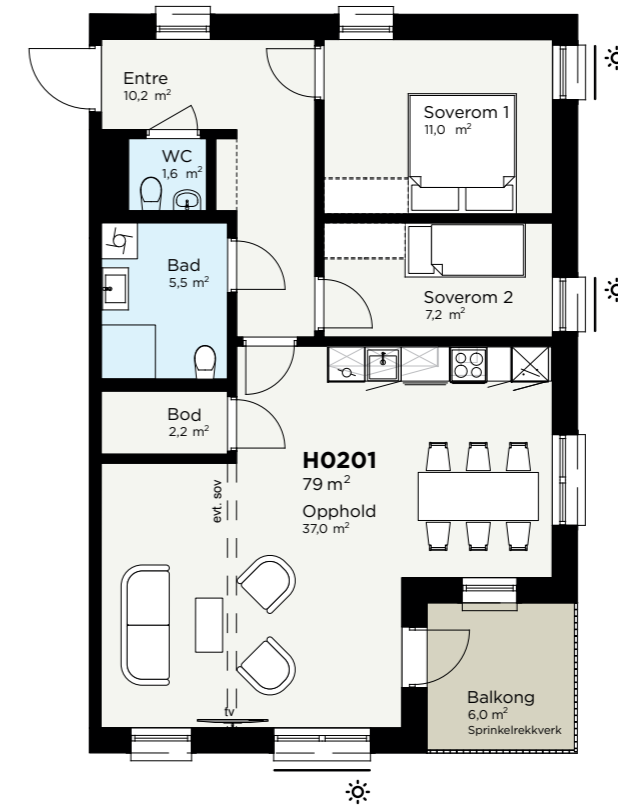 Entre
10,2 m²
Soverom 1
11,0 m²
WC
1,6 m²
Bad
5,5 m²
Soverom 2
7,2 m²
Bod
2,2 m²
H0201
79 m²
Opphold
37,0 m²
evt. sov
tv
Balkong
6,0 m²
Sprinkelrekkverk